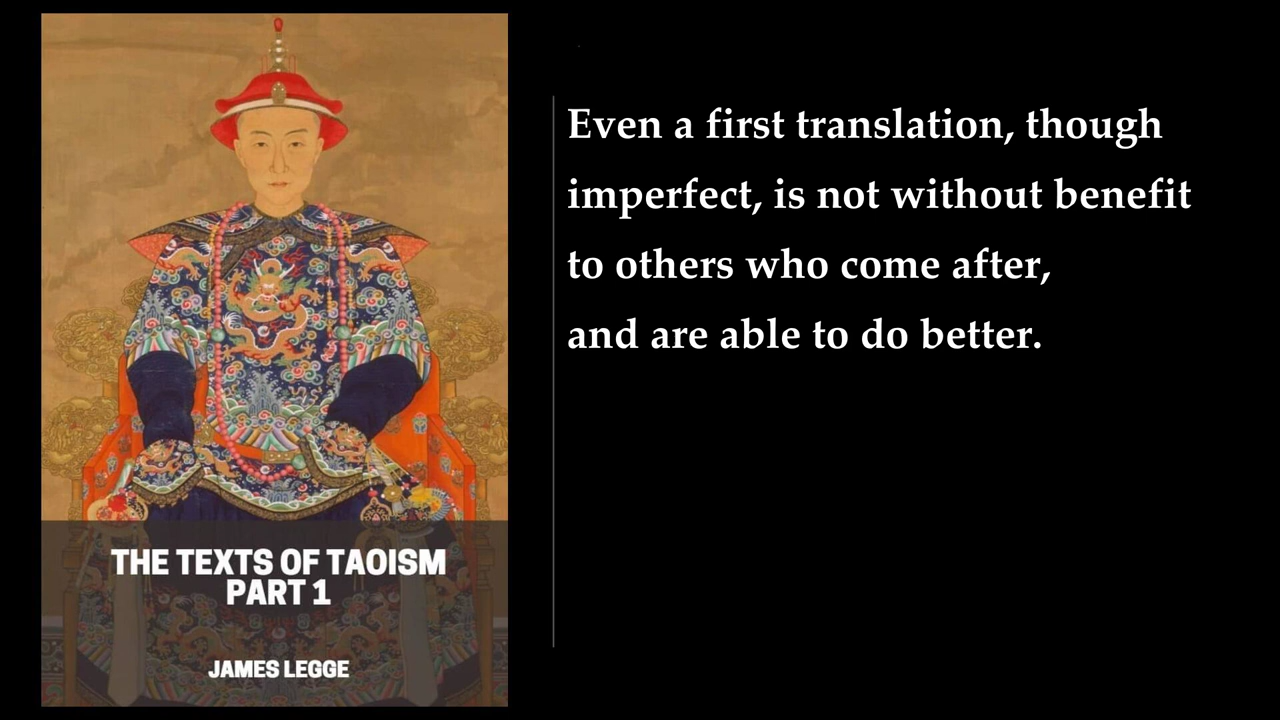 THE TEXTS OF TAOISM
PART 1
JAMES LEGGE
Even a first translation, though
imperfect, is not without benefit
to others who come after,
and are able to do better.